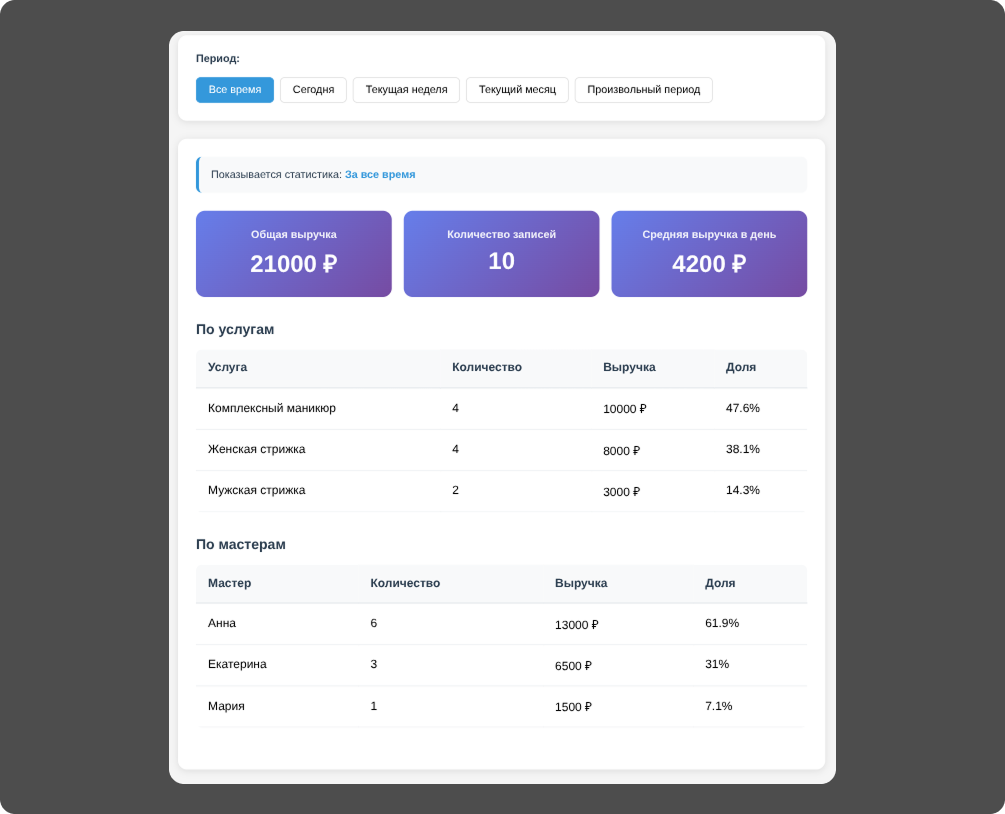 Период:
Все время Сегодня Текущая неделя Текущий месяц Произвольный период
Показывается статистика: За все время
Общая выручка Количество записей Средняя выручка в день
21000 ₽ 10 4200 ₽
По услугам
Услуга Количество Выручка Доля
Комплексный маникюр 4 10000 ₽ 47.6%
Женская стрижка 4 8000 ₽ 38.1%
Мужская стрижка 2 3000 ₽ 14.3%
По мастерам
Мастер Количество Выручка Доля
Анна 6 13000 ₽ 61.9%
Екатерина 3 6500 ₽ 31%
Мария 1 1500 ₽ 7.1%